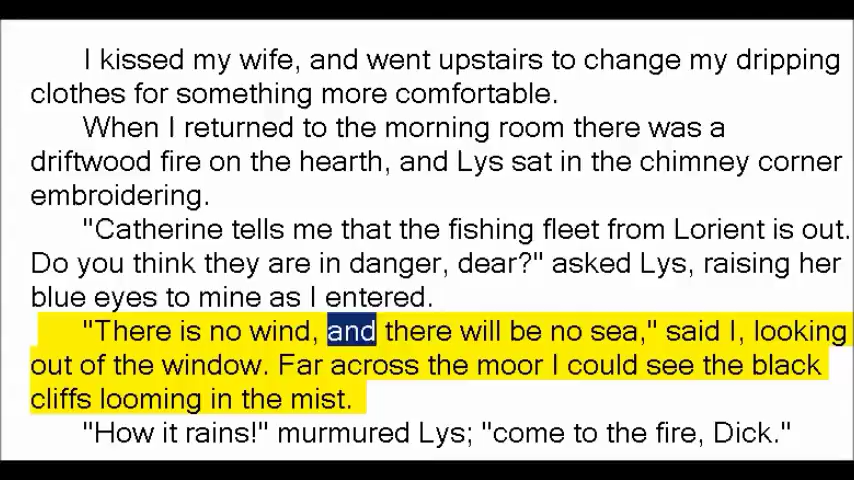 I kissed my wife, and went upstairs to change my dripping
clothes for something more comfortable.
When I returned to the morning room there was a
driftwood fire on the hearth, and Lys sat in the chimney corner
embroidering.
"Catherine tells me that the fishing fleet from Lorient is out.
Do you think they are in danger, dear?" asked Lys, raising her
blue eyes to mine as I entered.
"There is no wind, and there will be no sea," said I, looking
out of the window. Far across the moor I could see the black
cliffs looming in the mist.
"How it rains!" murmured Lys; "come to the fire, Dick."